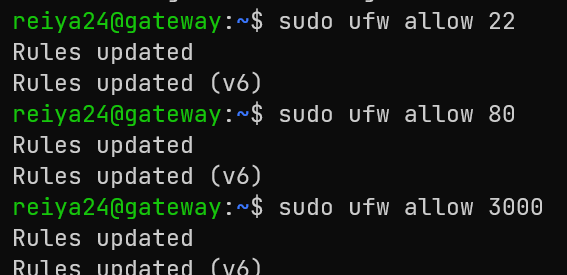 reiya24@gateway:~$ sudo ufw allow 22
Rules updated
Rules updated (v6)
reiya24@gateway:~$ sudo ufw allow 80
Rules updated
Rules updated (v6)
reiya24@gateway:~$ sudo ufw allow 3000
Rules updated
Rules updated (v6)